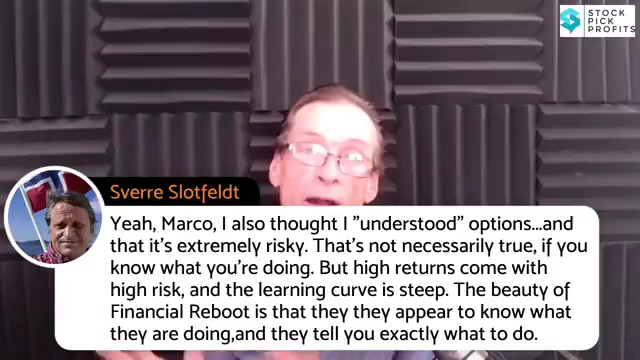 STOCK
PICK
PROFITS
Sverre Slotfeldt
Yeah, Marco, I also thought I "understood" options...and
that it's extremely risky. That's not necessarily true, if you
know what you're doing. But high returns come with
high risk, and the learning curve is steep. The beauty of
Financial Reboot is that they they appear to know what
they are doing,and they tell you exactly what to do.